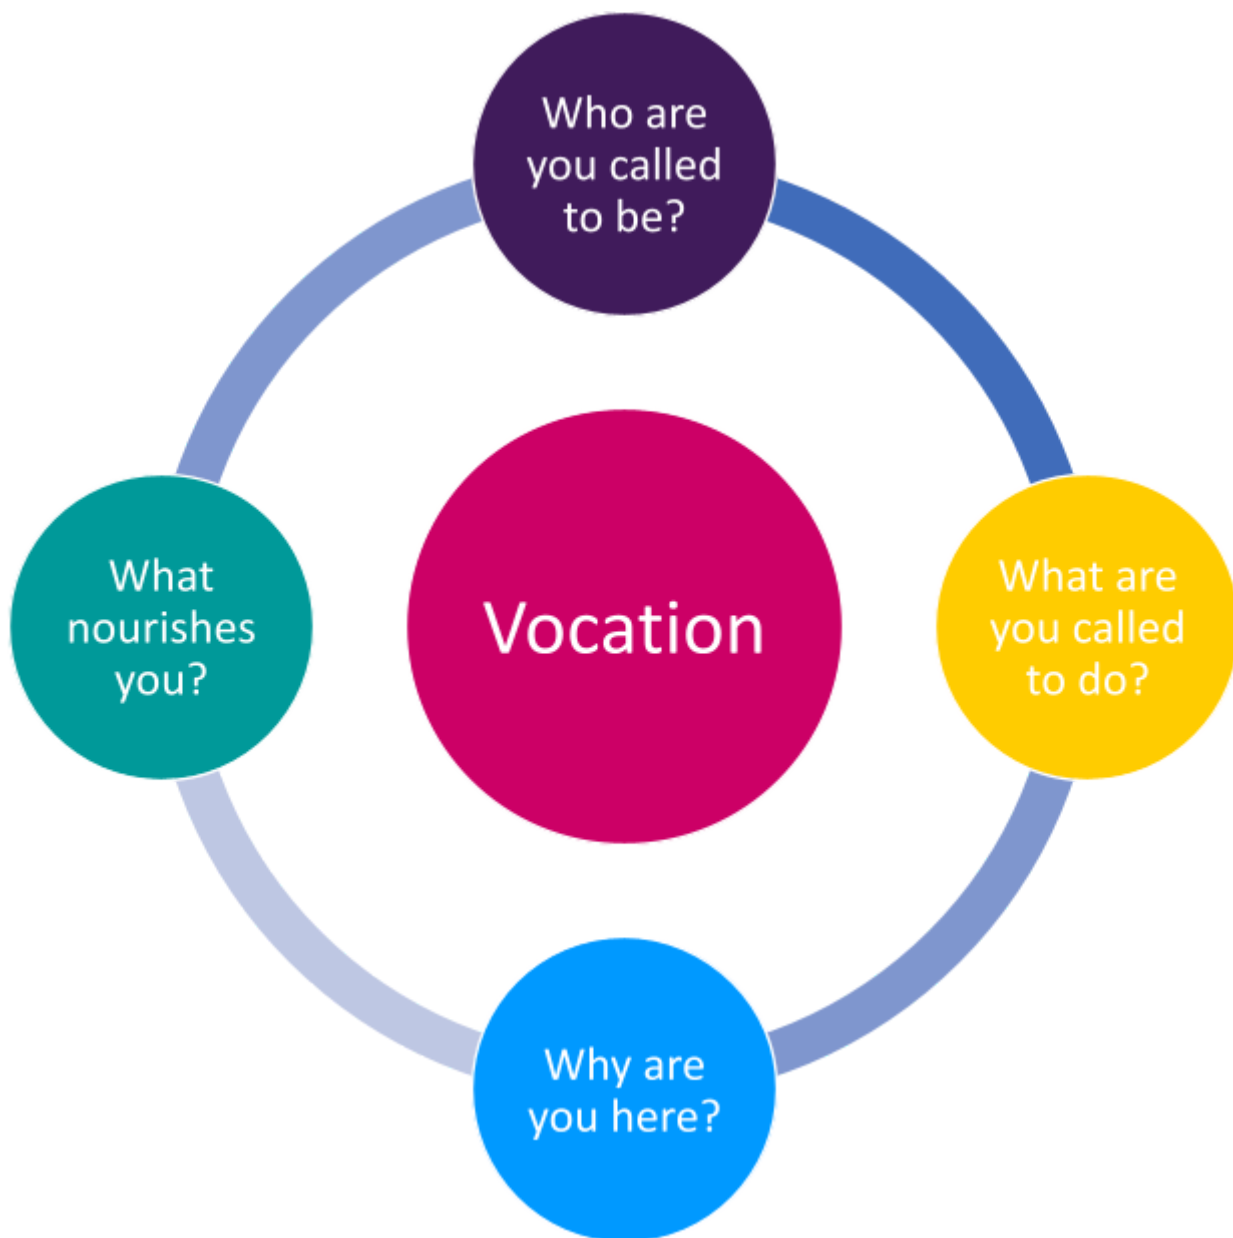 Who are
you called
to be?
What
nourishes
you?
Vocation
What are
you called
to do?
Why are
you here?